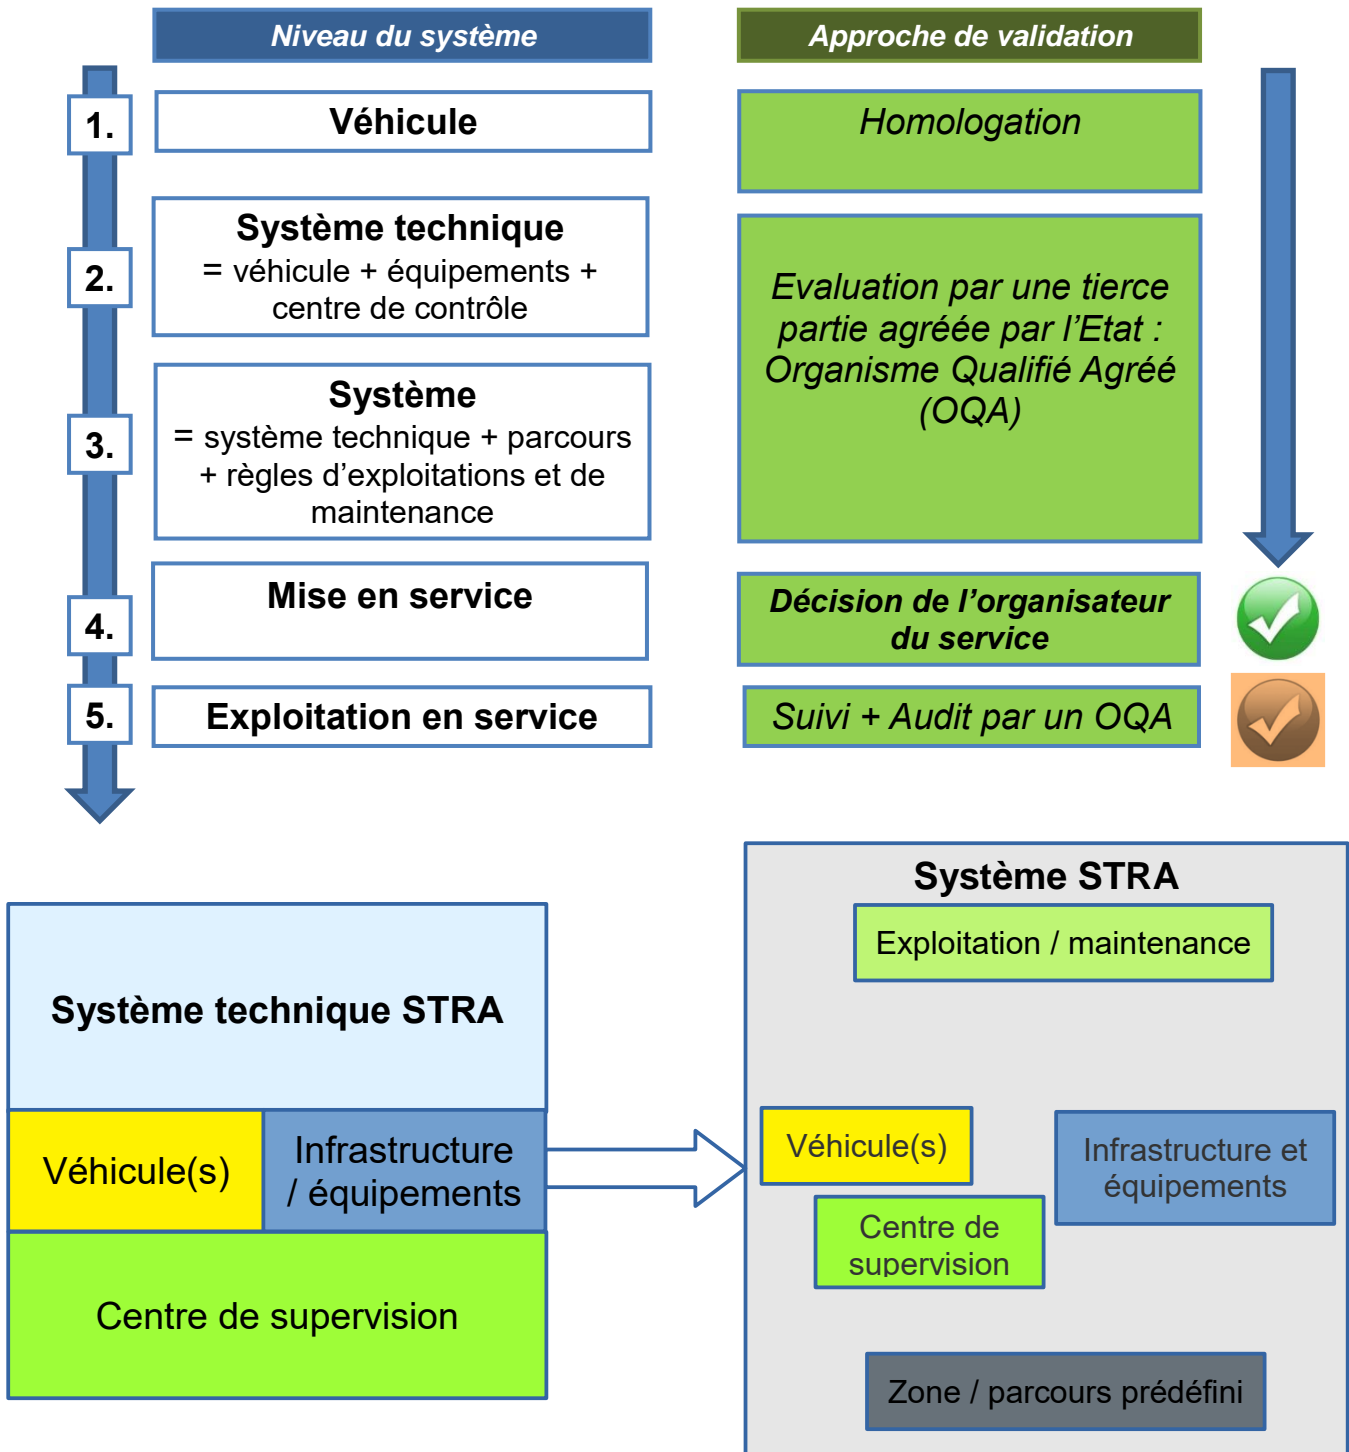 Niveau du système
Approche de validation
1.
Véhicule
Homologation
2.
Système technique
= véhicule + équipements +
centre de contrôle
Evaluation par une tierce
partie agréée par l’Etat :
Organisme Qualifié Agréé
(OQA)
3.
Système
= système technique + parcours
+ règles d’exploitations et de
maintenance
4.
Mise en service
Décision de l’organisateur
du service
5.
Exploitation en service
Suivi + Audit par un OQA
Système technique STRA
Véhicule(s)
Infrastructure
/ équipements
Centre de supervision
Système STRA
Exploitation / maintenance
Véhicule(s)
Infrastructure et
équipements
Centre de
supervision
Zone / parcours prédéfini